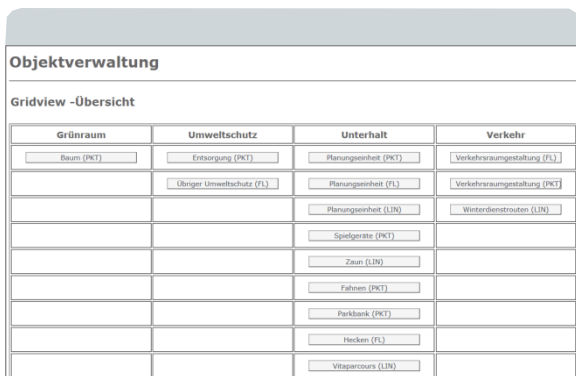 Objektverwaltung
Gridview -Übersicht
Grünraum Umweltschutz Unterhalt Verkehr
Baum (PKT) Entsorgung (PKT) Planungseinheit (PKT) Verkehrsraumgestaltung (FL)
Übriger Umweltschutz (FL) Planungseinheit (FL) Verkehrsraumgestaltung (PKT)
Planungseinheit (LIN) Winterdienstrouten (LIN)
Spielgeräte (PKT)
Zaun (LIN)
Fahnen (PKT)
Parkbank (PKT)
Hecken (FL)
Vitaparcours (LIN)